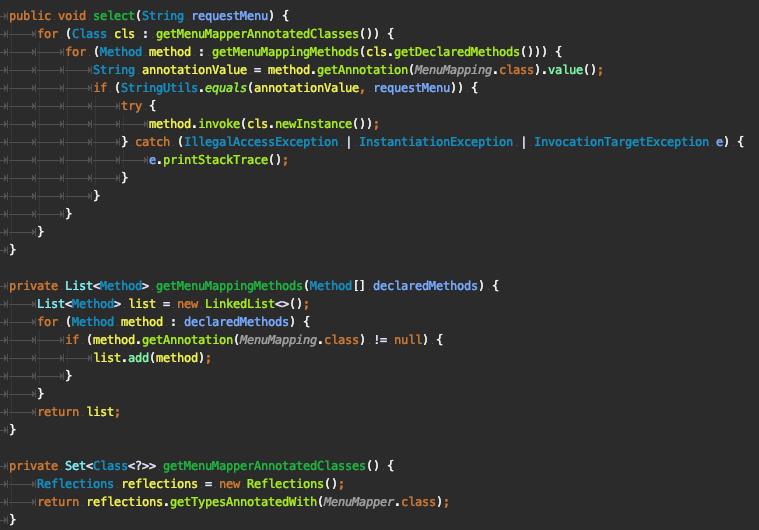 public void select(String requestMenu) {
for (Class cls : getMenuMapperAnnotatedClasses()) {
for (Method method : getMenuMappingMethods(cls.getDeclaredMethods())) {
String annotationValue = method.getAnnotation(MenuMapping.class).value();
if (StringUtils.equals(annotationValue, requestMenu)) {
try {
method.invoke(cls.newInstance());
} catch (IllegalAccessException | InstantiationException | InvocationTargetException e) {
e.printStackTrace();
}
}
}
}
}
private List<Method> getMenuMappingMethods(Method[] declaredMethods) {
List<Method> list = new LinkedList<>();
for (Method method : declaredMethods) {
if (method.getAnnotation(MenuMapping.class) != null) {
list.add(method);
}
}
return list;
}
private Set<Class<?>> getMenuMapperAnnotatedClasses() {
Reflections reflections = new Reflections();
return reflections.getTypesAnnotatedWith(MenuMapper.class);
}